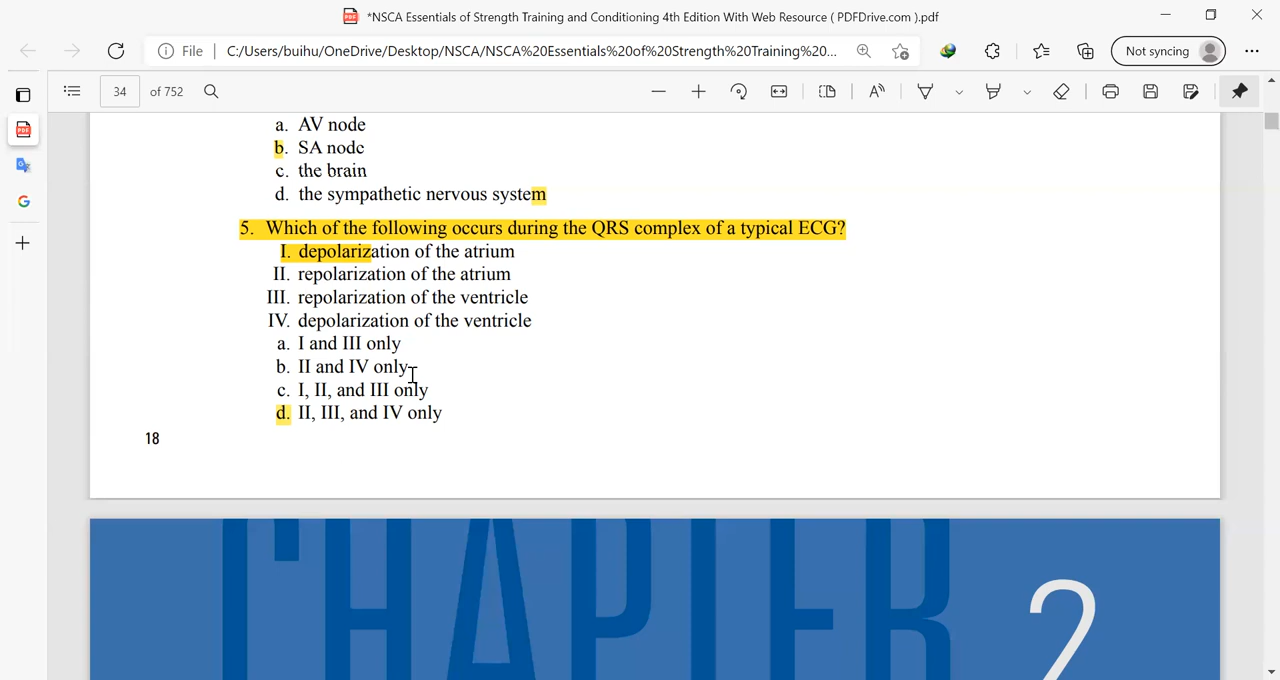 *NSCA Essentials of Strength Training and Conditioning 4th Edition With Web Resource ( PDFDrive.com ).pdf
File | C:/Users/buihu/OneDrive/Desktop/NSCA/NSCA%20Essentials%20of%20Strength%20Training%20... Not syncing
34 of 752
a. AV node
b. SA node
c. the brain
d. the sympathetic nervous system
5. Which of the following occurs during the QRS complex of a typical ECG?
I. depolarization of the atrium
II. repolarization of the atrium
III. repolarization of the ventricle
IV. depolarization of the ventricle
a. I and III only
b. II and IV only
c. I, II, and III only
d. II, III, and IV only
18
CHAPTER
2